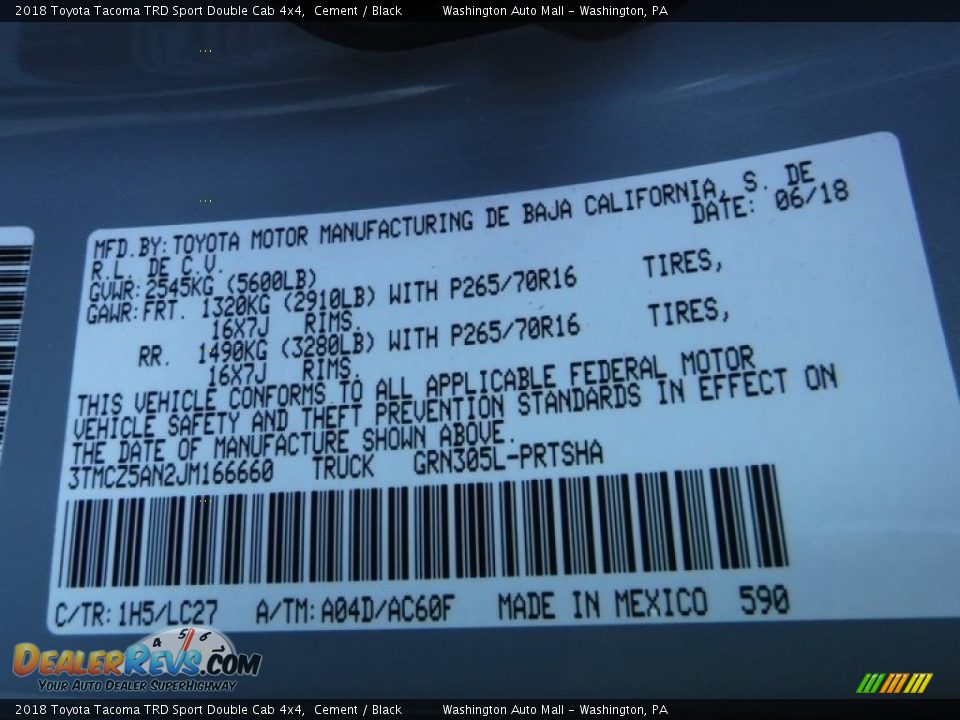 2018 Toyota Tacoma TRD Sport Double Cab 4x4, Cement / Black Washington Auto Mall - Washington, PA
MFD.BY:TOYOTA MOTOR MANUFACTURING DE BAJA CALIFORNIA, S. DE
R.L. DE C.V. DATE: 06/18
GVWR:2545KG (5600LB)
GAWR:FRT. 1320KG (2910LB) WITH P265/70R16 TIRES,
16X7J RIMS.
RR. 1490KG (3280LB) WITH P265/70R16 TIRES,
16X7J RIMS.
THIS VEHICLE CONFORMS TO ALL APPLICABLE FEDERAL MOTOR
VEHICLE SAFETY AND THEFT PREVENTION STANDARDS IN EFFECT ON
THE DATE OF MANUFACTURE SHOWN ABOVE.
3TMCZ5AN2JM166660 TRUCK GRN305L-PRTSHA
C/TR:1H5/LC27 A/TM:A04D/AC60F MADE IN MEXICO 590
4 5 6
DEALERREVS.COM
YOUR AUTO DEALER SUPERHIGHWAY
2018 Toyota Tacoma TRD Sport Double Cab 4x4, Cement / Black Washington Auto Mall - Washington, PA